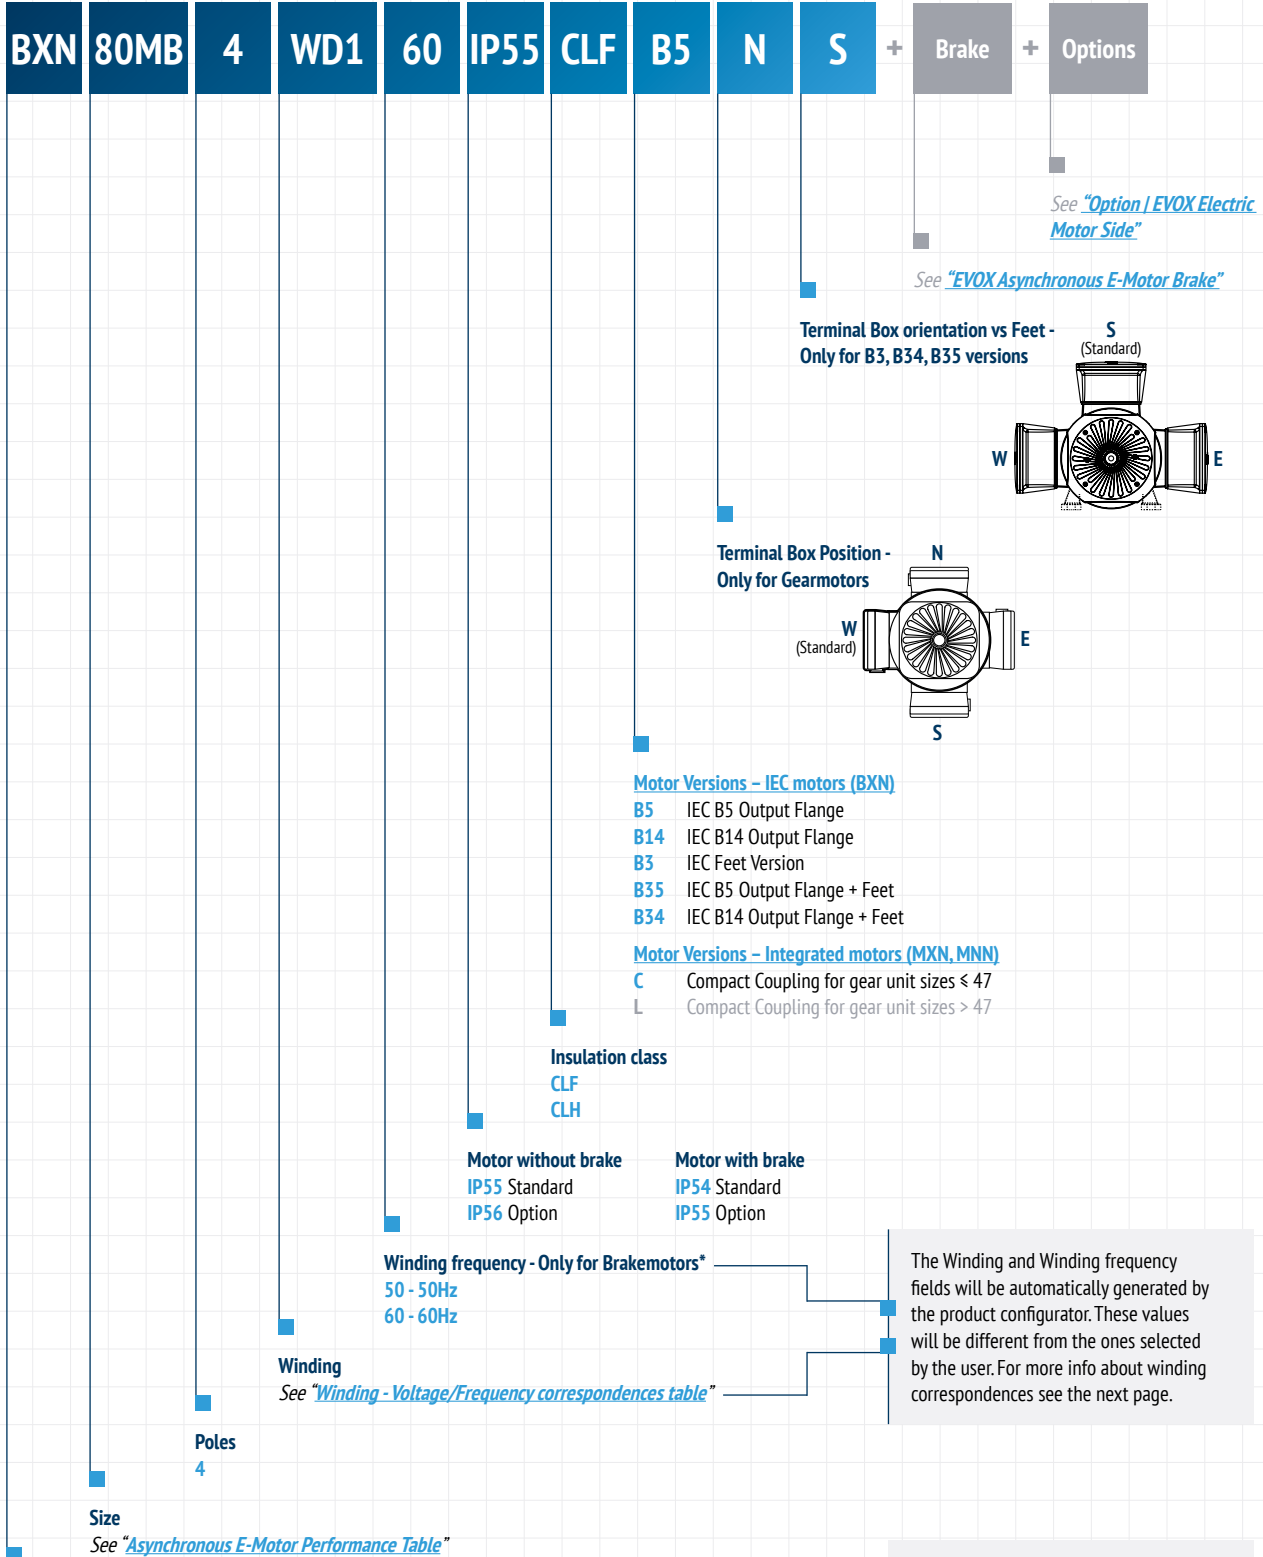 BXN 80MB 4 WD1 60 IP55 CLF B5 N S + Brake + Options
See "Option | EVOX Electric
Motor Side"
See "EVOX Asynchronous E-Motor Brake"
Terminal Box orientation vs Feet -
Only for B3, B34, B35 versions
S
(Standard)
W
E
Terminal Box Position -
Only for Gearmotors
N
W
(Standard)
E
S
Motor Versions – IEC motors (BXN)
B5 IEC B5 Output Flange
B14 IEC B14 Output Flange
B3 IEC Feet Version
B35 IEC B5 Output Flange + Feet
B34 IEC B14 Output Flange + Feet
Motor Versions – Integrated motors (MXN, MNN)
C Compact Coupling for gear unit sizes ≤ 47
L Compact Coupling for gear unit sizes > 47
Insulation class
CLF
CLH
Motor without brake
IP55 Standard
IP56 Option
Motor with brake
IP54 Standard
IP55 Option
Winding frequency - Only for Brakemotors*
50 - 50Hz
60 - 60Hz
The Winding and Winding frequency
fields will be automatically generated by
the product configurator. These values
will be different from the ones selected
by the user. For more info about winding
correspondences see the next page.
Winding
See "Winding - Voltage/Frequency correspondences table"
Poles
4
Size
See "Asynchronous E-Motor Performance Table"